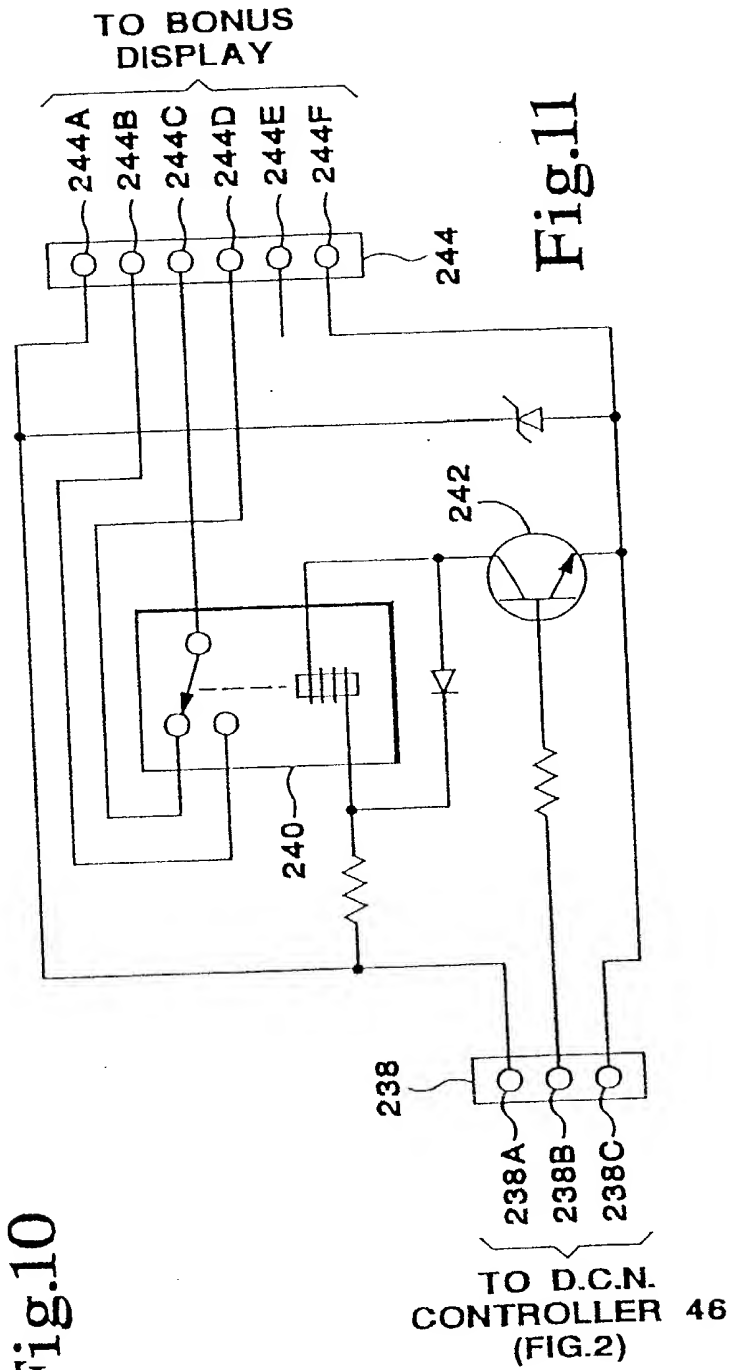 TO BONUS
DISPLAY
244A
244B
244C
244D
244E
244F
244
Fig.11
242
240
238
238A
238B
238C
TO D.C.N.
CONTROLLER 46
(FIG.2)
Fig.10